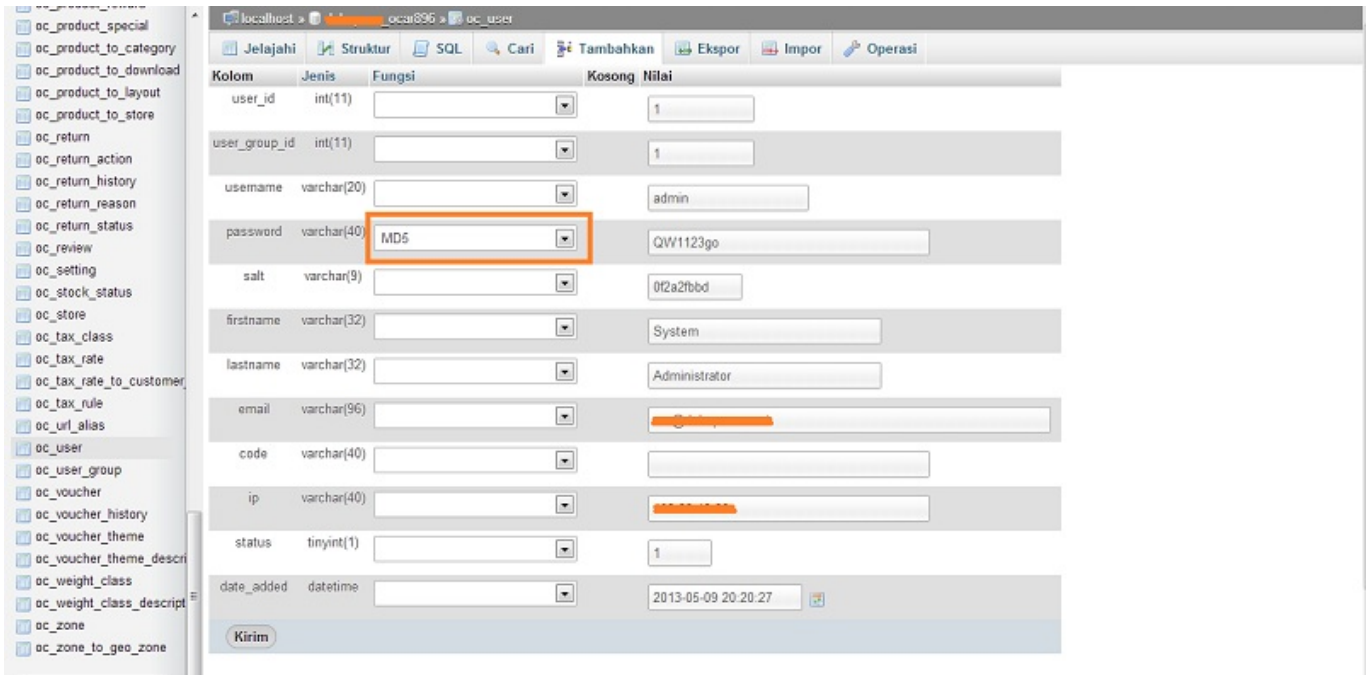 oc_product_special
oc_product_to_category
oc_product_to_download
oc_product_to_layout
oc_product_to_store
oc_return
oc_return_action
oc_return_history
oc_return_reason
oc_return_status
oc_review
oc_setting
oc_stock_status
oc_store
oc_tax_class
oc_tax_rate
oc_tax_rate_to_customer_
oc_tax_rule
oc_url_alias
oc_user
oc_user_group
oc_voucher
oc_voucher_history
oc_voucher_theme
oc_voucher_theme_descri
oc_weight_class
oc_weight_class_descript
oc_zone
oc_zone_to_geo_zone
localhost » _ocar896 » oc_user
Jelajahi Struktur SQL Cari Tambahkan Ekspor Impor Operasi
Kolom Jenis Fungsi Kosong Nilai
user_id int(11) 1
user_group_id int(11) 1
username varchar(20) admin
password varchar(40) MD5 QW1123go
salt varchar(9) 0f2a2fbbd
firstname varchar(32) System
lastname varchar(32) Administrator
email varchar(96)
code varchar(40)
ip varchar(40)
status tinyint(1) 1
date_added datetime 2013-05-09 20:20:27
Kirim